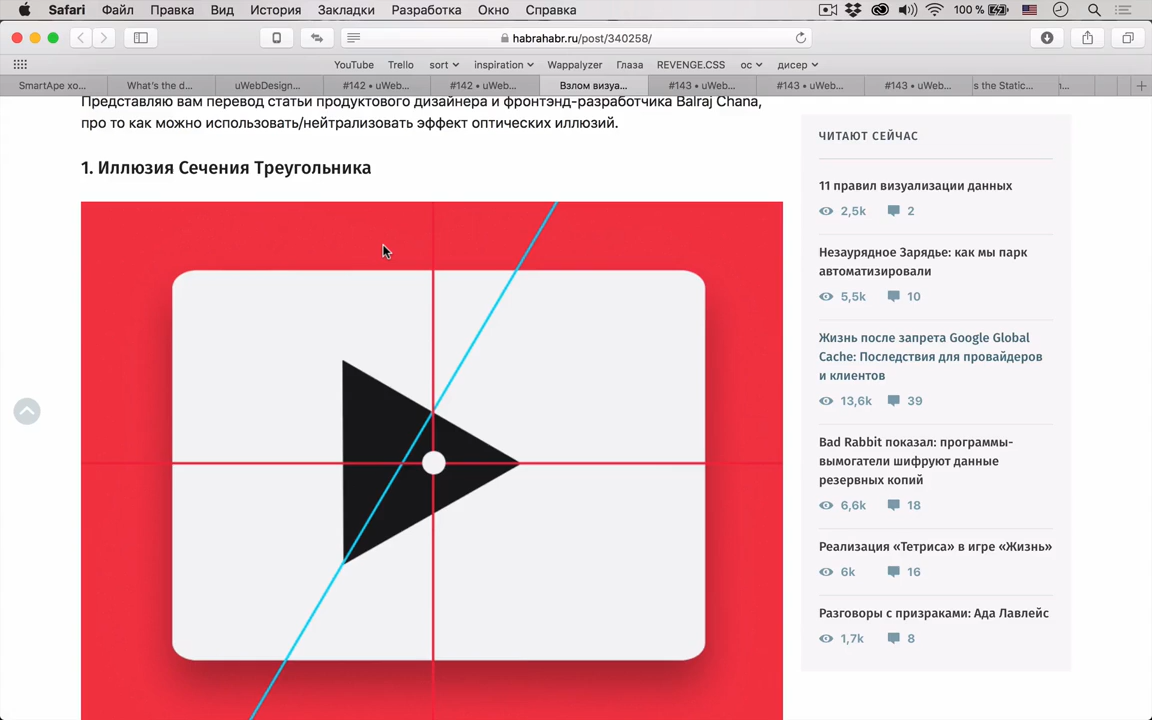 Safari Файл Правка Вид История Закладки Разработка Окно Справка 100 %
habrahabr.ru/post/340258/
YouTube Trello sort inspiration Wappalyzer Глаза REVENGE.CSS ос дисер
SmartApe хо... What's the d... uWebDesign... #142 • uWeb... #142 • uWeb... Взлом визуа... #143 • uWeb... #143 • uWeb... #143 • uWeb... s the Static...
Представляю вам перевод статьи продуктового дизайнера и фронтэнд-разработчика Balraj Chana,
про то как можно использовать/нейтрализовать эффект оптических иллюзий.
1. Иллюзия Сечения Треугольника
ЧИТАЮТ СЕЙЧАС
11 правил визуализации данных
2,5k 2
Незаурядное Зарядье: как мы парк
автоматизировали
5,5k 10
Жизнь после запрета Google Global
Cache: Последствия для провайдеров
и клиентов
13,6k 39
Bad Rabbit показал: программы-
вымогатели шифруют данные
резервных копий
6,6k 18
Реализация «Тетриса» в игре «Жизнь»
6k 16
Разговоры с призраками: Ада Лавлейс
1,7k 8